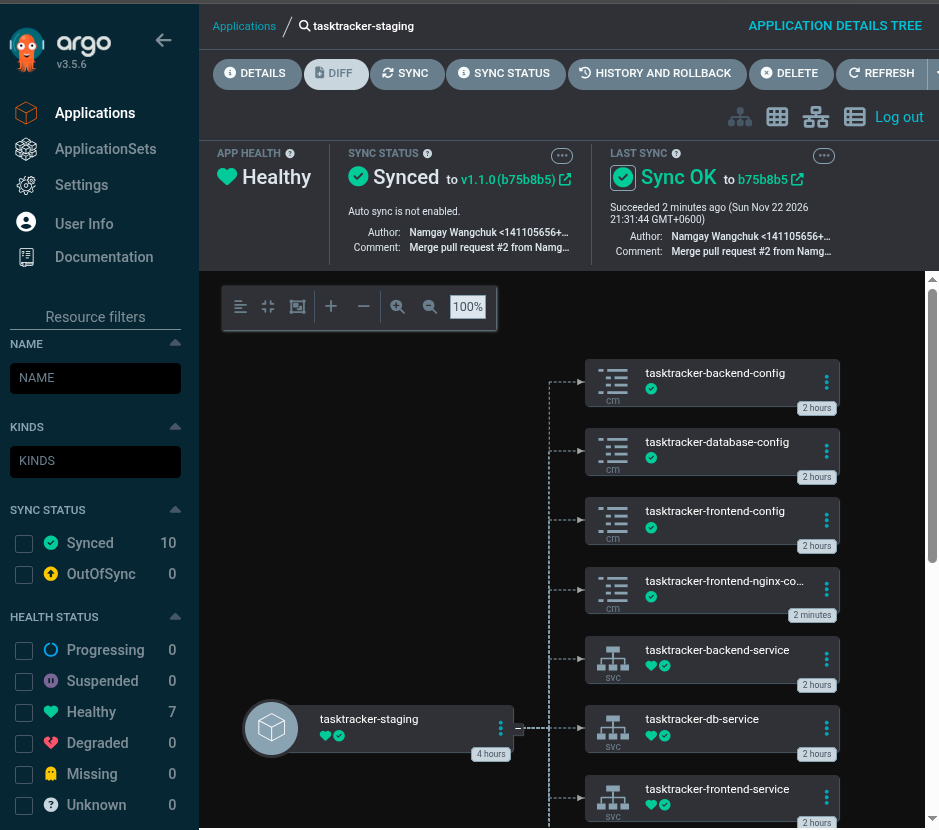 argo
v3.5.6
Applications
ApplicationSets
Settings
User Info
Documentation
Resource filters
NAME
NAME
KINDS
KINDS
SYNC STATUS
Synced 10
OutOfSync 0
HEALTH STATUS
Progressing 0
Suspended 0
Healthy 7
Degraded 0
Missing 0
Unknown 0
Applications / tasktracker-staging
APPLICATION DETAILS TREE
DETAILS DIFF SYNC SYNC STATUS HISTORY AND ROLLBACK DELETE REFRESH
Log out
APP HEALTH
Healthy
SYNC STATUS
Synced to v1.1.0(b75b8b5)
Auto sync is not enabled.
Author: Namgay Wangchuk <141105656+...
Comment: Merge pull request #2 from Namg...
LAST SYNC
Sync OK to b75b8b5
Succeeded 2 minutes ago (Sun Nov 22 2026
21:31:44 GMT+0600)
Author: Namgay Wangchuk <141105656+...
Comment: Merge pull request #2 from Namg...
100%
tasktracker-backend-config
cm
2 hours
tasktracker-database-config
cm
2 hours
tasktracker-frontend-config
cm
2 hours
tasktracker-frontend-nginx-co...
cm
2 minutes
tasktracker-backend-service
svc
2 hours
tasktracker-staging
4 hours
tasktracker-db-service
svc
2 hours
tasktracker-frontend-service
svc
2 hours